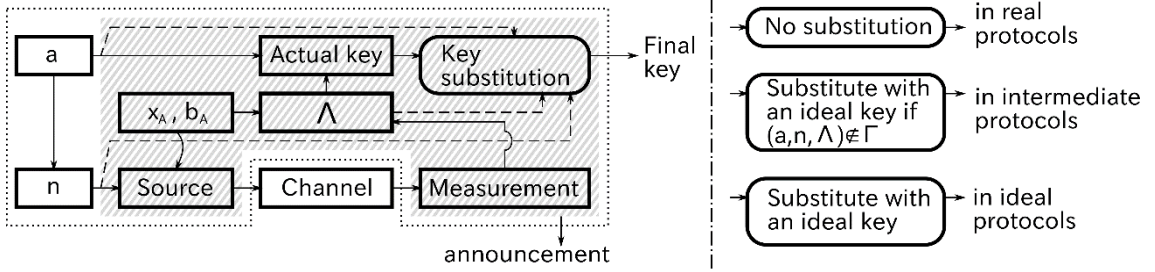 a
Actual key
Key
substitution
Final
key
x_A, b_A
Λ
n
Source
Channel
Measurement
announcement
No substitution
in real
protocols
Substitute with
an ideal key if
(a,n,Λ)∉Γ
in intermediate
protocols
Substitute with
an ideal key
in ideal
protocols